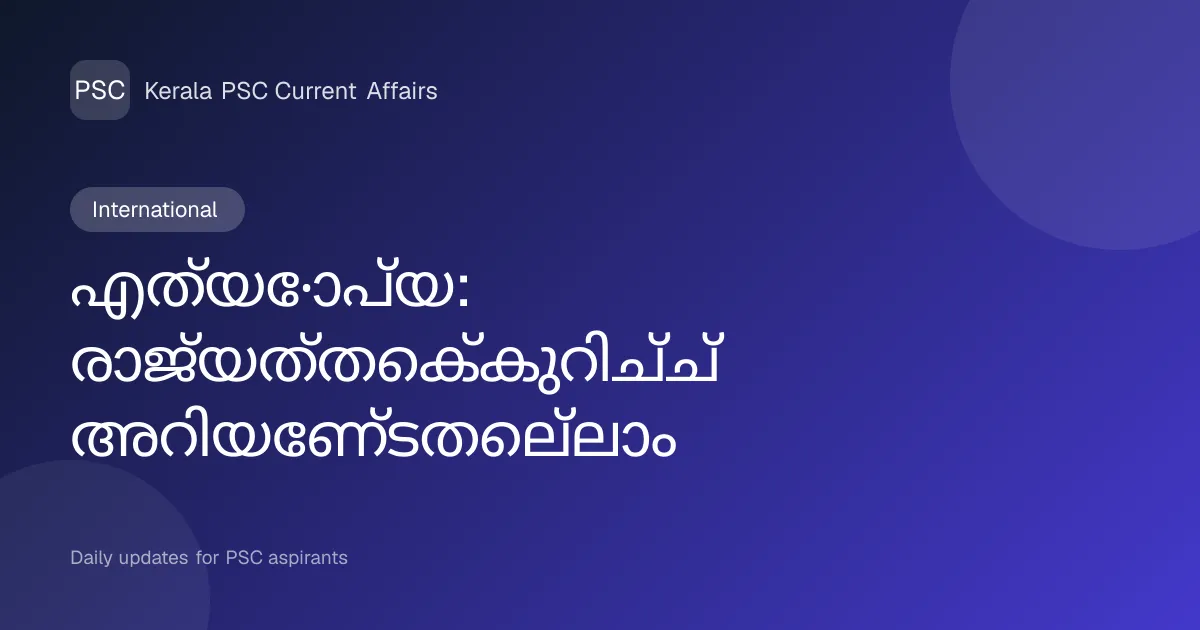 PSC
Kerala PSC Current Affairs
International
എത്യോപ്യ:
രാജ്യത്തെക്കുറിച്ച്
അറിയേണ്ടതെല്ലാം
Daily updates for PSC aspirants